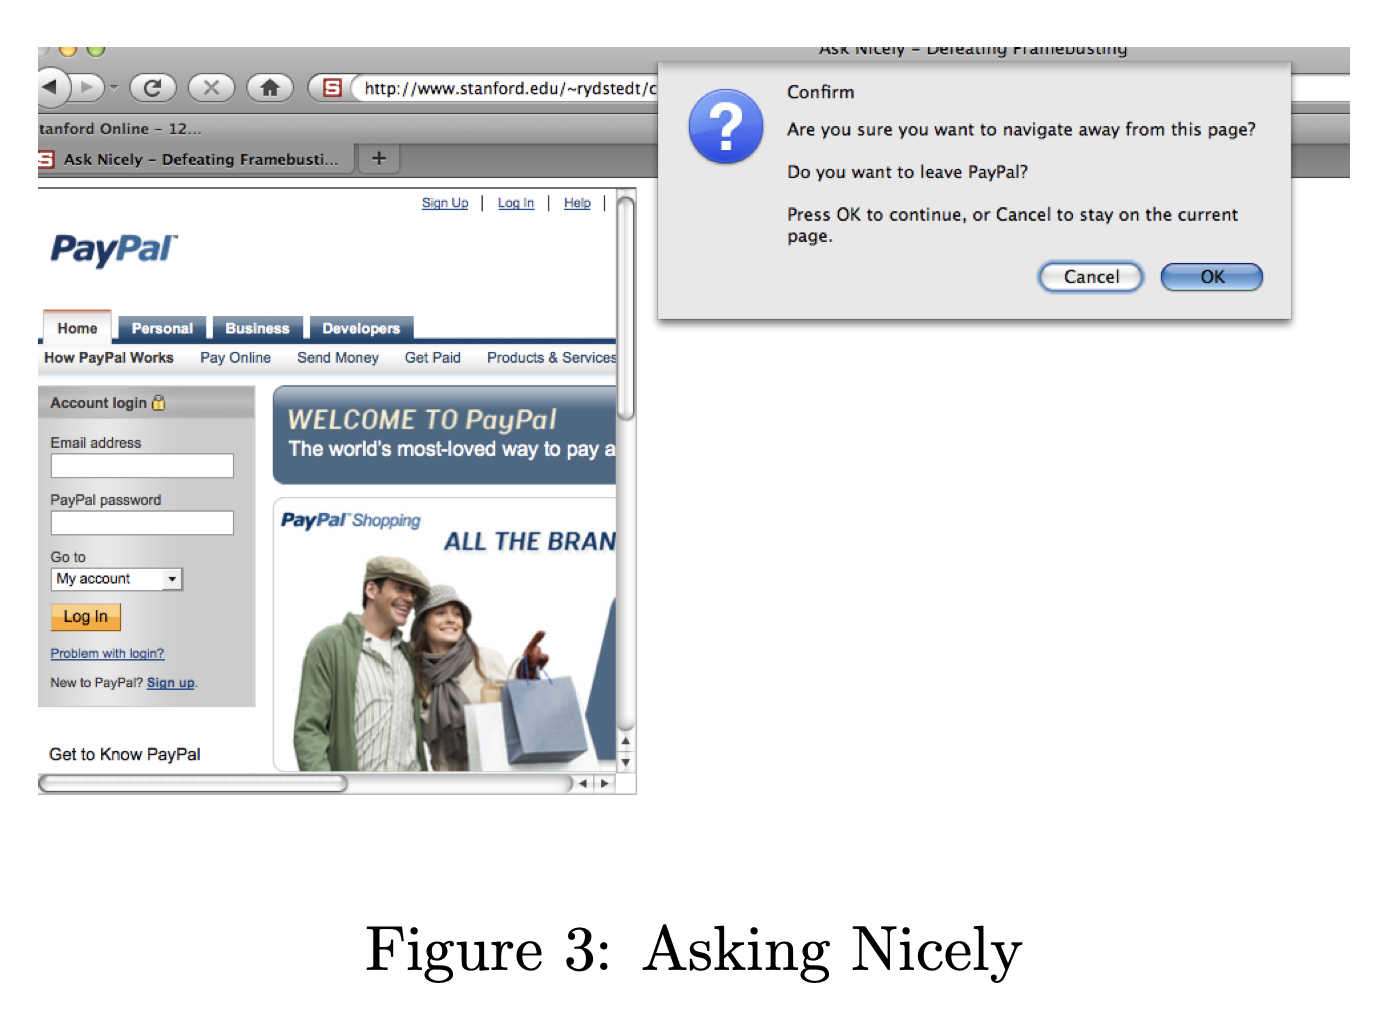 Ask Nicely – Defeating Framebusting
http://www.stanford.edu/~rydstedt/c
tanford Online – 12...
Ask Nicely – Defeating Framebusti...
+
Confirm
Are you sure you want to navigate away from this page?
Do you want to leave PayPal?
Press OK to continue, or Cancel to stay on the current
page.
Cancel OK
Sign Up | Log In | Help |
PayPal™
Home Personal Business Developers
How PayPal Works Pay Online Send Money Get Paid Products & Services
Account login
Email address
PayPal password
Go to
My account
Log In
Problem with login?
New to PayPal? Sign up.
Get to Know PayPal
WELCOME TO PayPal
The world's most-loved way to pay a
PayPal™ Shopping
ALL THE BRAN
Figure 3: Asking Nicely